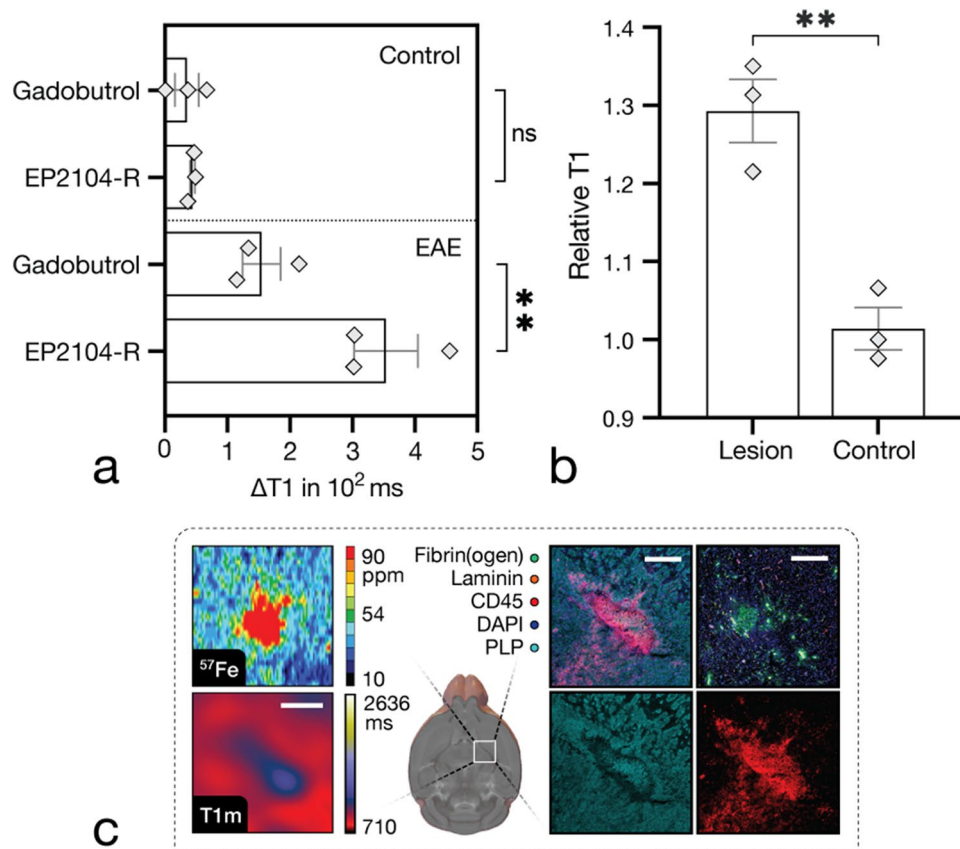 Control
Gadobutrol
ns
EP2104-R
EAE
Gadobutrol
**
EP2104-R
0 1 2 3 4 5
ΔT1 in 10² ms
a
**
1.4
1.3
1.2
1.1
1.0
0.9
Relative T1
Lesion Control
b
90
ppm
54
10
⁵⁷Fe
2636
ms
710
T1m
Fibrin(ogen)
Laminin
CD45
DAPI
PLP
c